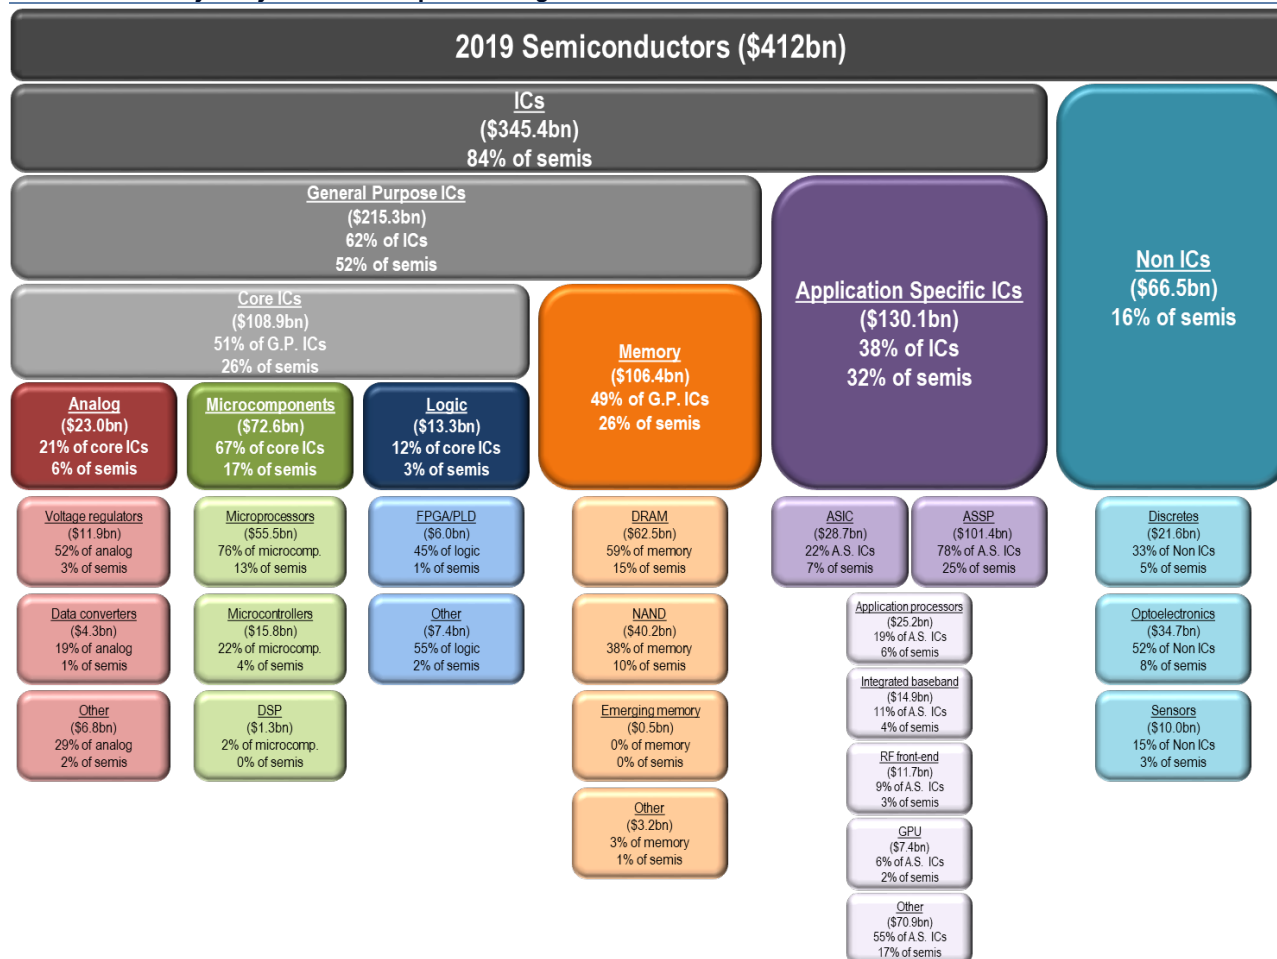 2019 Semiconductors ($412bn)
ICs
($345.4bn)
84% of semis
General Purpose ICs
($215.3bn)
62% of ICs
52% of semis
Core ICs
($108.9bn)
51% of G.P. ICs
26% of semis
Analog
($23.0bn)
21% of core ICs
6% of semis
Microcomponents
($72.6bn)
67% of core ICs
17% of semis
Logic
($13.3bn)
12% of core ICs
3% of semis
Memory
($106.4bn)
49% of G.P. ICs
26% of semis
Application Specific ICs
($130.1bn)
38% of ICs
32% of semis
Non ICs
($66.5bn)
16% of semis
Voltage regulators
($11.9bn)
52% of analog
3% of semis
Data converters
($4.3bn)
19% of analog
1% of semis
Other
($6.8bn)
29% of analog
2% of semis
Microprocessors
($55.5bn)
76% of microcomp.
13% of semis
Microcontrollers
($15.8bn)
22% of microcomp.
4% of semis
DSP
($1.3bn)
2% of microcomp.
0% of semis
FPGA/PLD
($6.0bn)
45% of logic
1% of semis
Other
($7.4bn)
55% of logic
2% of semis
DRAM
($62.5bn)
59% of memory
15% of semis
NAND
($40.2bn)
38% of memory
10% of semis
Emerging memory
($0.5bn)
0% of memory
0% of semis
Other
($3.2bn)
3% of memory
1% of semis
ASIC
($28.7bn)
22% A.S. ICs
7% of semis
ASSP
($101.4bn)
78% of A.S. ICs
25% of semis
Application processors
($25.2bn)
19% of A.S. ICs
6% of semis
Integrated baseband
($14.9bn)
11% of A.S. ICs
4% of semis
RF front-end
($11.7bn)
9% of A.S. ICs
3% of semis
GPU
($7.4bn)
6% of A.S. ICs
2% of semis
Other
($70.9bn)
55% of A.S. ICs
17% of semis
Discretes
($21.6bn)
33% of Non ICs
5% of semis
Optoelectronics
($34.7bn)
52% of Non ICs
8% of semis
Sensors
($10.0bn)
15% of Non ICs
3% of semis